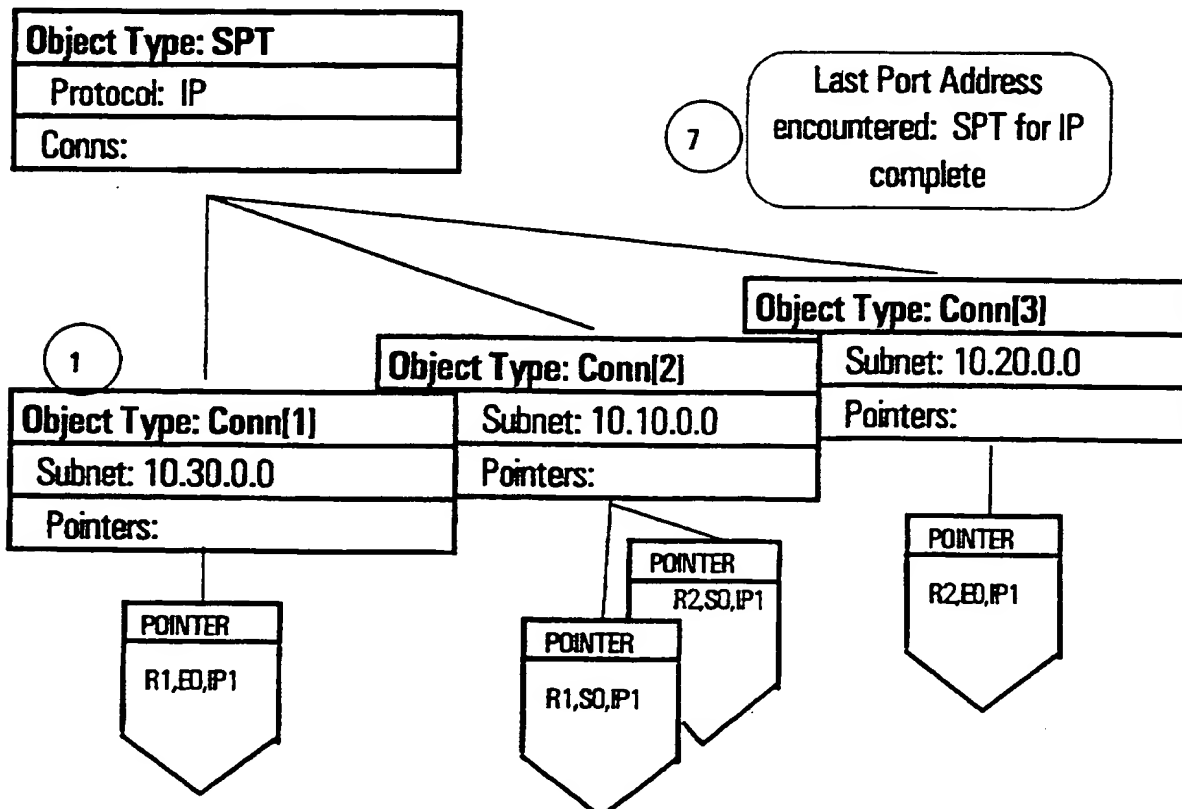 Object Type: SPT
Protocol: IP
Conns:
7
Last Port Address
encountered: SPT for IP
complete
1
Object Type: Conn[1]
Subnet: 10.30.0.0
Pointers:
POINTER
R1,E0,IP1
Object Type: Conn[2]
Subnet: 10.10.0.0
Pointers:
POINTER
R1,S0,IP1
POINTER
R2,S0,IP1
Object Type: Conn[3]
Subnet: 10.20.0.0
Pointers:
POINTER
R2,E0,IP1